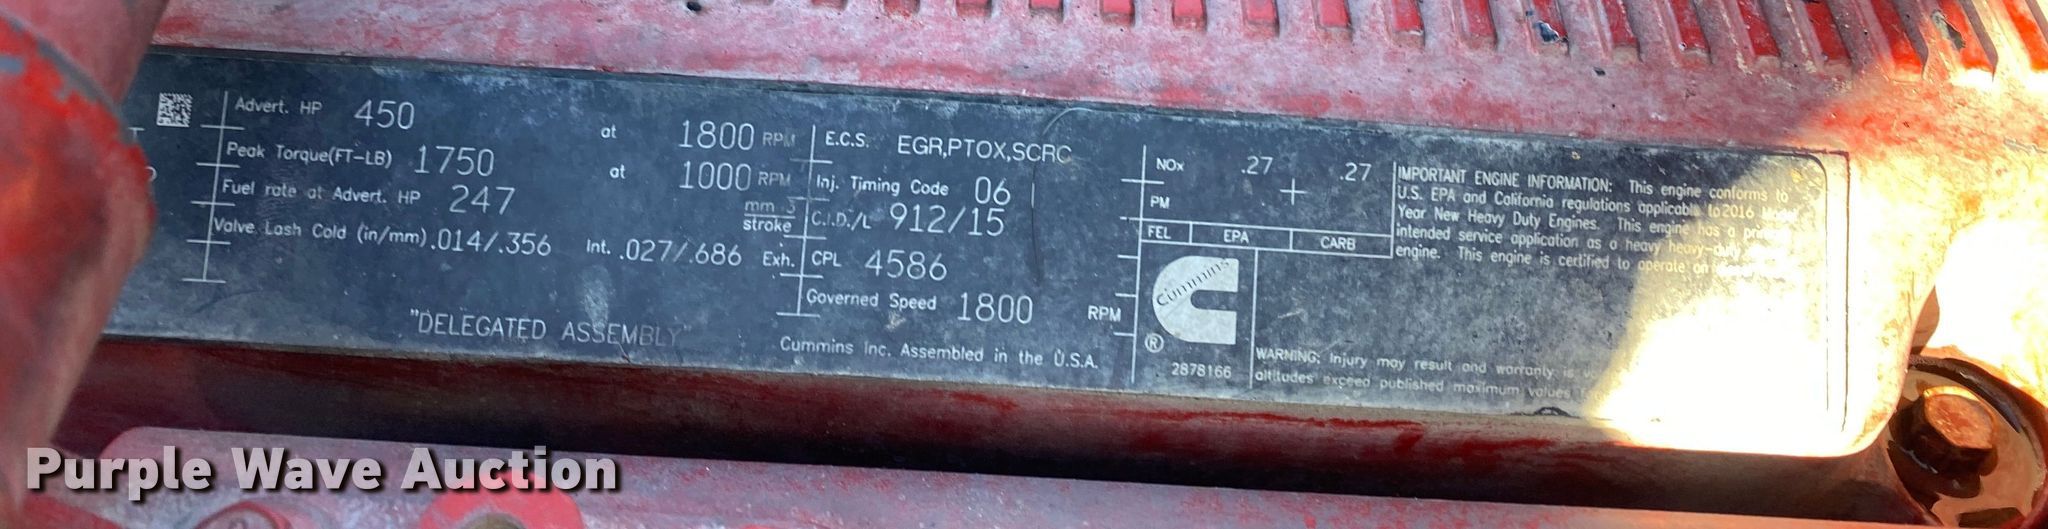 Advert. HP 450 at 1800 RPM
Peak Torque(FT-LB) 1750 at 1000 RPM
Fuel rate at Advert. HP 247 mm 3 stroke
Valve Lash Cold (in/mm) .014/.356 Int. .027/.686 Exh.
"DELEGATED ASSEMBLY"
E.C.S. EGR,PTOX,SCRC
Inj. Timing Code 06
C.I.D./L 912/15
CPL 4586
Governed Speed 1800 RPM
Cummins Inc. Assembled in the U.S.A.
NOx .27 .27
PM
FEL EPA CARB
Cummins
®
2878166
IMPORTANT ENGINE INFORMATION: This engine conforms to
U.S. EPA and California regulations applicable to 2016 Model
Year New Heavy Duty Engines. This engine has a
intended service application as a heavy heavy-duty
engine. This engine is certified to operate on
WARNING: Injury may result and warranty is
altitudes exceed published maximum values
Purple Wave Auction